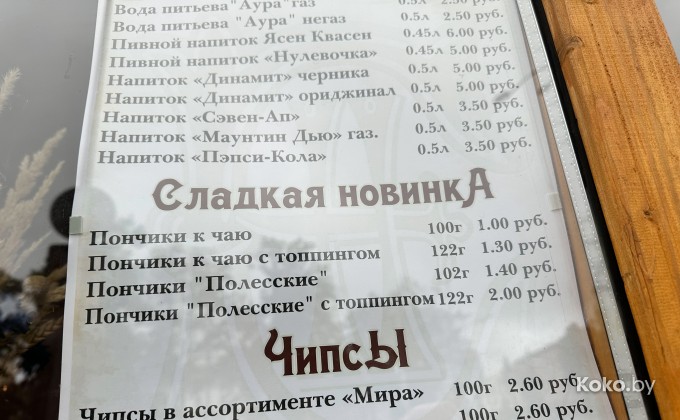 Вода питьева"Аура"газ 0.5л 2.50 руб.
Вода питьева "Аура" негаз 0.5л 2.50 руб.
Пивной напиток Ясен Квасен 0.45л 6.00 руб.
Пивной напиток «Нулевочка» 0.45л 5.00 руб.
Напиток «Динамит» черника 0.5л 5.00 руб.
Напиток «Динамит» ориджинал 0.5л 5.00 руб.
Напиток «Сэвен-Ап» 0.5л 3.50 руб.
Напиток «Маунтин Дью» газ. 0.5л 3.50 руб.
Напиток «Пэпси-Кола» 0.5л 3.50 руб.
Сладкая новинкА
Пончики к чаю 100г 1.00 руб.
Пончики к чаю с топпингом 122г 1.30 руб.
Пончики "Полесские" 102г 1.40 руб.
Пончики "Полесские" с топпингом 122г 2.00 руб.
ЧипсЫ
Чипсы в ассортименте «Мира» 100г 2.60 руб.
100г 2.60 руб.
Koko.by